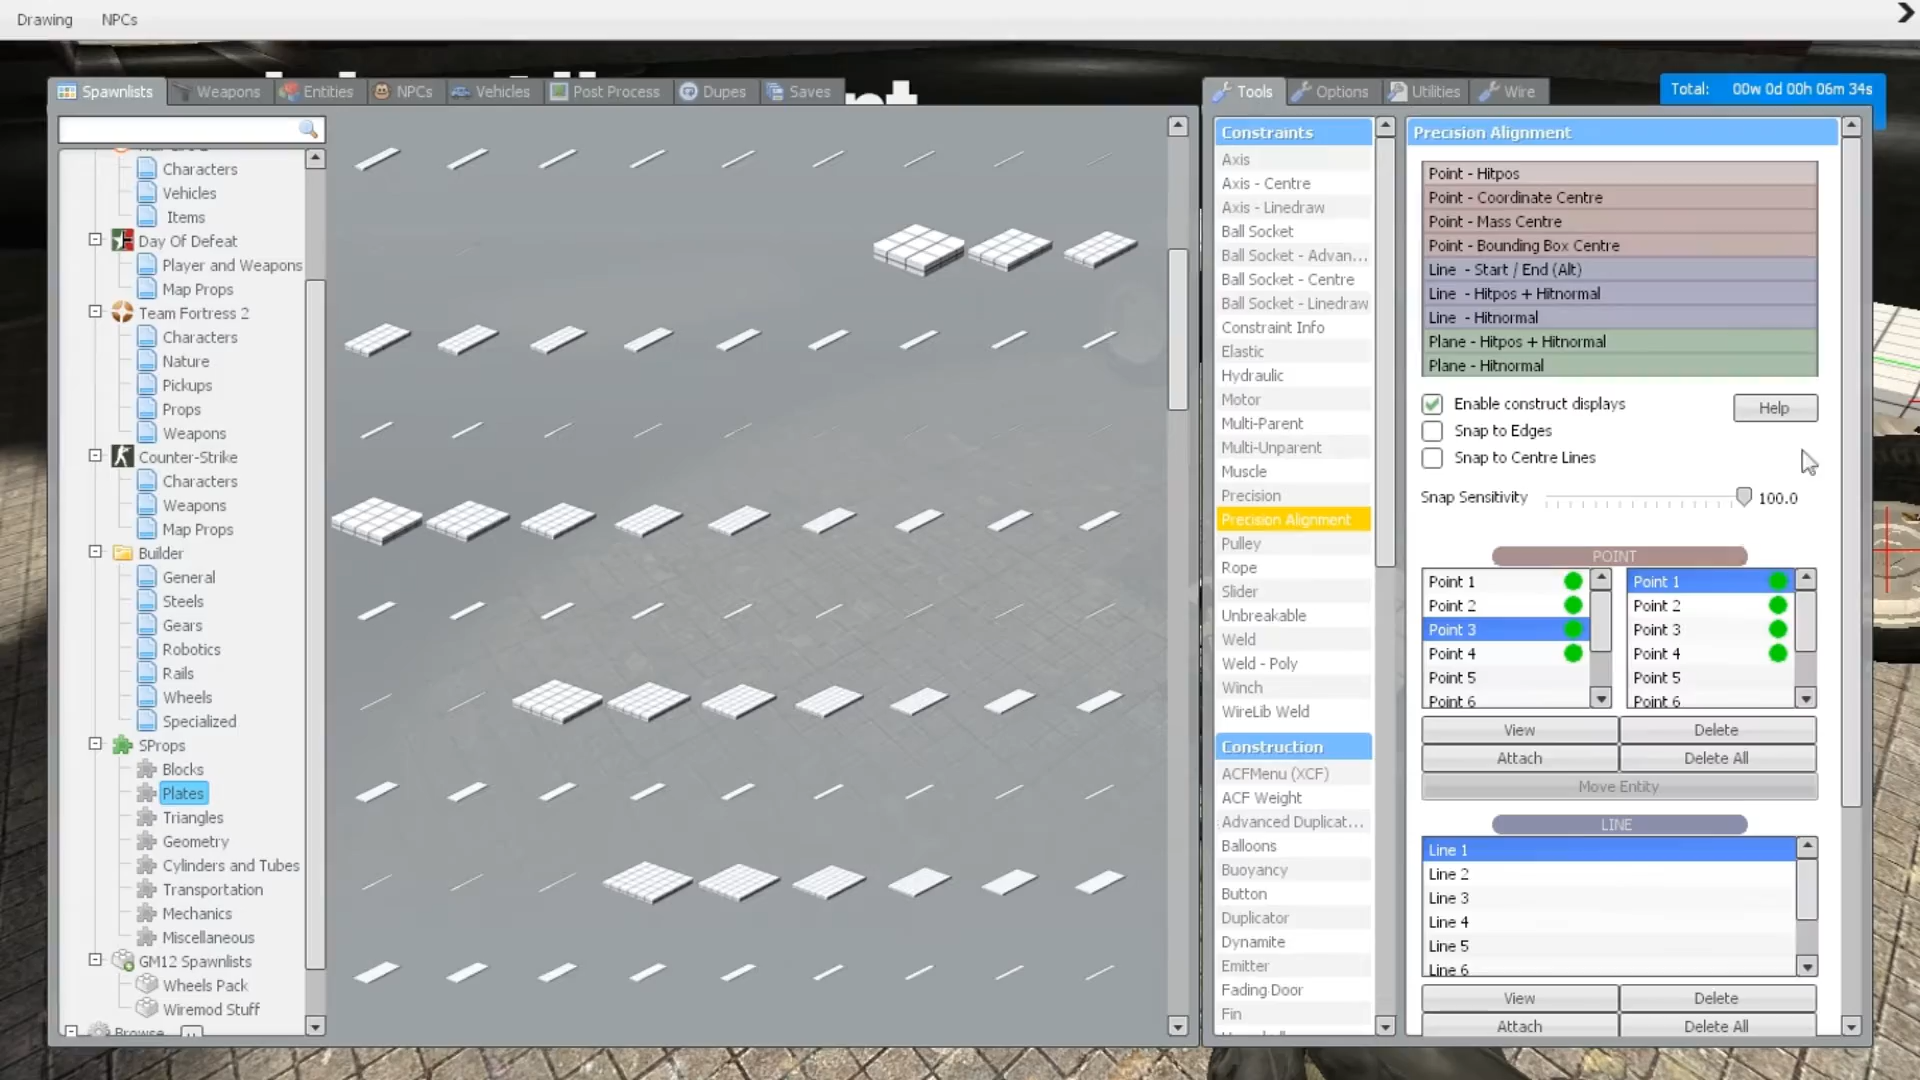 Drawing NPCs
Spawnlists Weapons Entities NPCs Vehicles Post Process Dupes Saves
Characters
Vehicles
Items
Day Of Defeat
Player and Weapons
Map Props
Team Fortress 2
Characters
Nature
Pickups
Props
Weapons
Counter-Strike
Characters
Weapons
Map Props
Builder
General
Steels
Gears
Robotics
Rails
Wheels
Specialized
SProps
Blocks
Plates
Triangles
Geometry
Cylinders and Tubes
Transportation
Mechanics
Miscellaneous
GM12 Spawnlists
Wheels Pack
Wiremod Stuff
Browse
Tools Options Utilities Wire
Total: 00w 0d 00h 06m 34s
Constraints
Axis
Axis - Centre
Axis - Linedraw
Ball Socket
Ball Socket - Advan...
Ball Socket - Centre
Ball Socket - Linedraw
Constraint Info
Elastic
Hydraulic
Motor
Multi-Parent
Multi-Unparent
Muscle
Precision
Precision Alignment
Pulley
Rope
Slider
Unbreakable
Weld
Weld - Poly
Winch
WireLib Weld
Construction
ACFMenu (XCF)
ACF Weight
Advanced Duplicat...
Balloons
Buoyancy
Button
Duplicator
Dynamite
Emitter
Fading Door
Fin
Precision Alignment
Point - Hitpos
Point - Coordinate Centre
Point - Mass Centre
Point - Bounding Box Centre
Line - Start / End (Alt)
Line - Hitpos + Hitnormal
Line - Hitnormal
Plane - Hitpos + Hitnormal
Plane - Hitnormal
Enable construct displays Help
Snap to Edges
Snap to Centre Lines
Snap Sensitivity 100.0
POINT
Point 1 Point 1
Point 2 Point 2
Point 3 Point 3
Point 4 Point 4
Point 5 Point 5
Point 6 Point 6
View Delete
Attach Delete All
Move Entity
LINE
Line 1
Line 2
Line 3
Line 4
Line 5
Line 6
View Delete
Attach Delete All